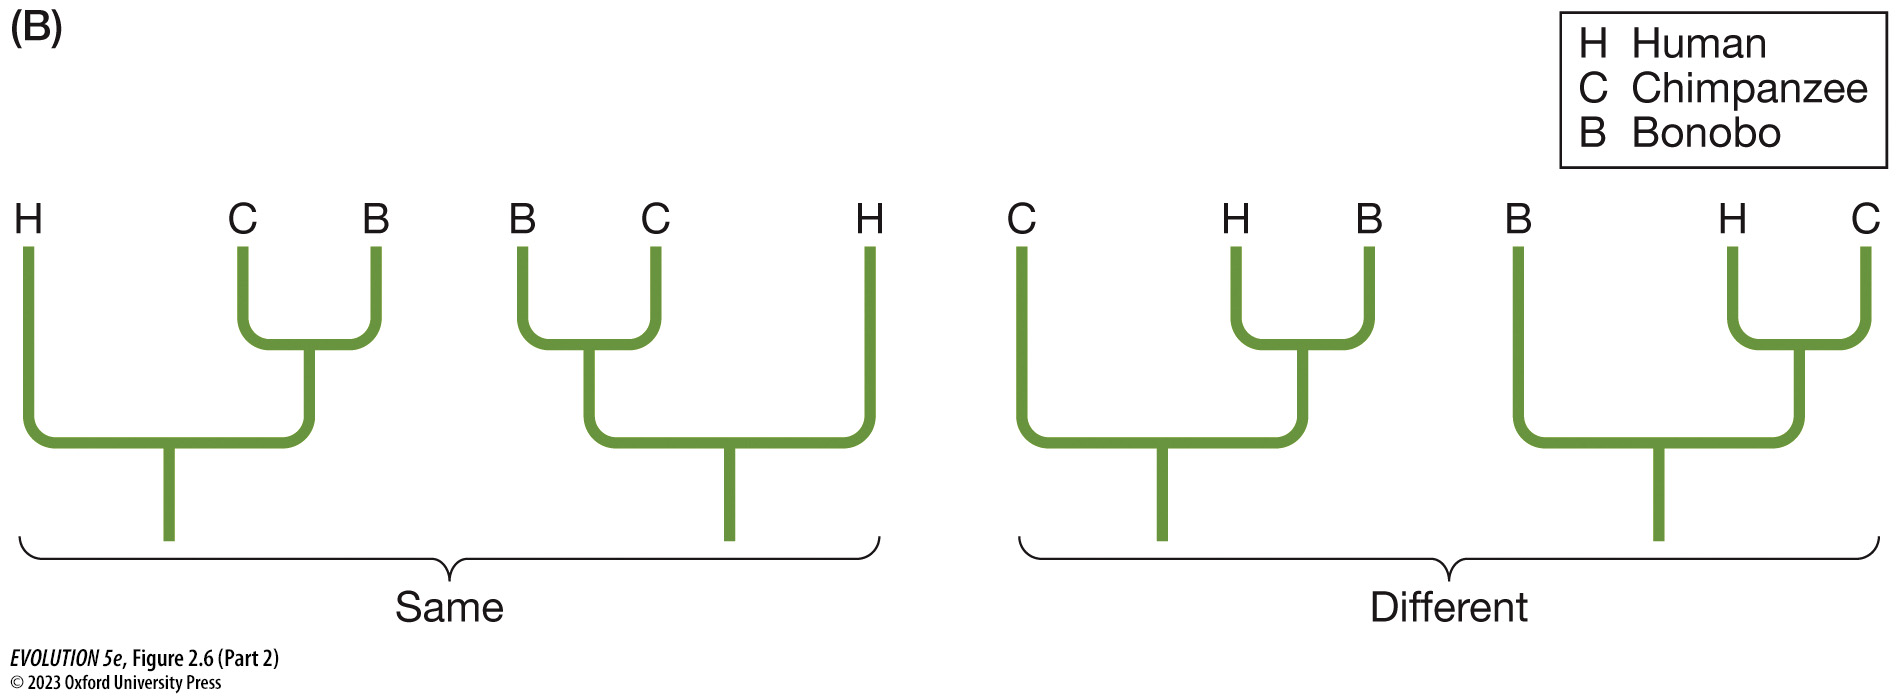 (B)
H Human
C Chimpanzee
B Bonobo
H C B B C H C H B B H C
Same Different
EVOLUTION 5e, Figure 2.6 (Part 2)
© 2023 Oxford University Press